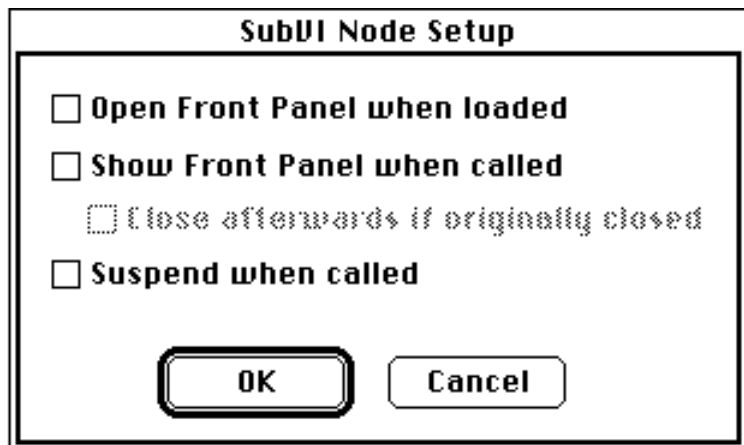 SubVI Node Setup
Open Front Panel when loaded
Show Front Panel when called
Close afterwards if originally closed
Suspend when called
OK Cancel